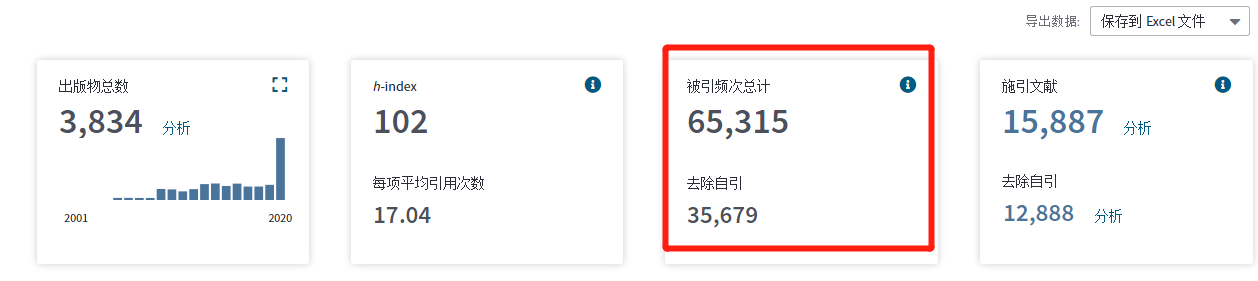 导出数据: 保存到 Excel 文件
出版物总数
3,834 分析
2001 2020
h-index
102
每项平均引用次数
17.04
被引频次总计
65,315
去除自引
35,679
施引文献
15,887 分析
去除自引
12,888 分析